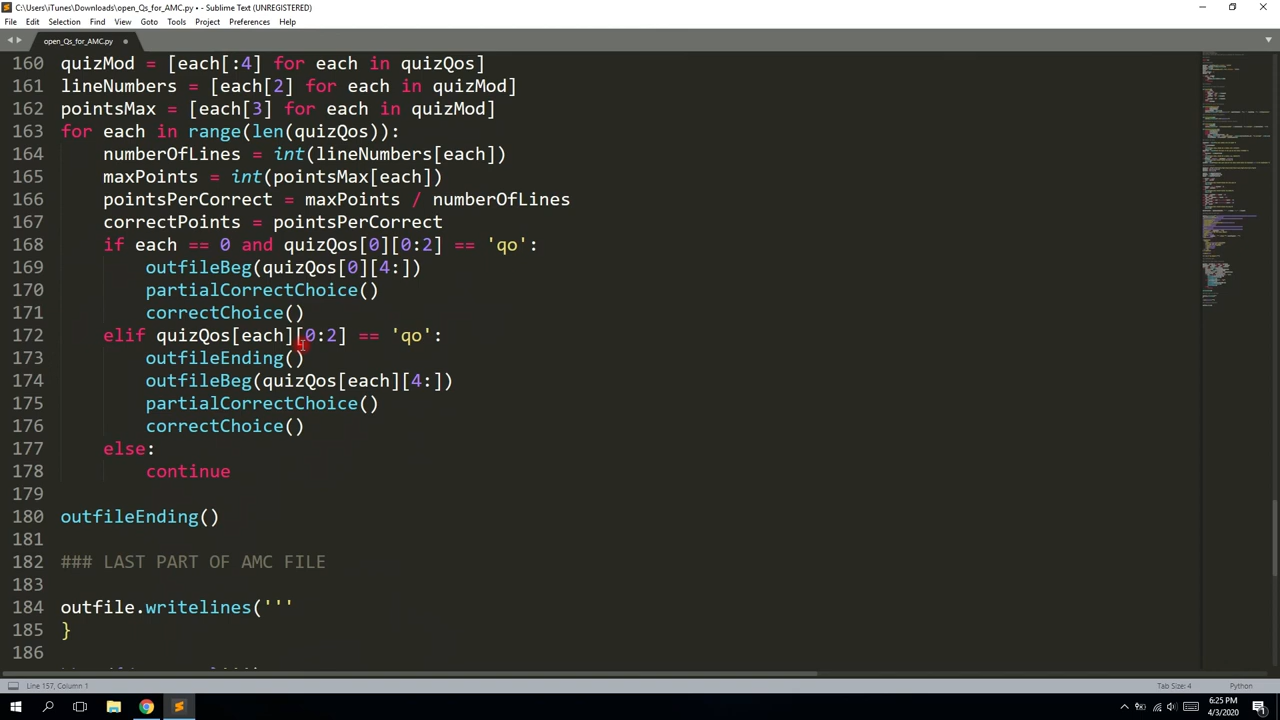 C:\Users\iTunes\Downloads\open_Qs_for_AMC.py • - Sublime Text (UNREGISTERED)
File Edit Selection Find View Goto Tools Project Preferences Help
open_Qs_for_AMC.py
160 quizMod = [each[:4] for each in quizQos]
161 lineNumbers = [each[2] for each in quizMod]
162 pointsMax = [each[3] for each in quizMod]
163 for each in range(len(quizQos)):
164 numberOfLines = int(lineNumbers[each])
165 maxPoints = int(pointsMax[each])
166 pointsPerCorrect = maxPoints / numberOfLines
167 correctPoints = pointsPerCorrect
168 if each == 0 and quizQos[0][0:2] == 'qo':
169 outfileBeg(quizQos[0][4:])
170 partialCorrectChoice()
171 correctChoice()
172 elif quizQos[each][0:2] == 'qo':
173 outfileEnding()
174 outfileBeg(quizQos[each][4:])
175 partialCorrectChoice()
176 correctChoice()
177 else:
178 continue
179
180 outfileEnding()
181
182 ### LAST PART OF AMC FILE
183
184 outfile.writelines('''
185 }
186
Line 157, Column 1
Tab Size: 4
Python
6:25 PM
4/3/2020